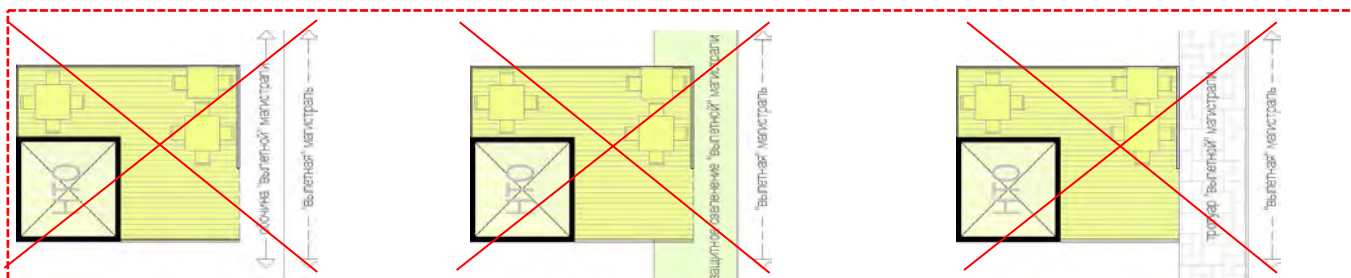 НТО
обочина "вылетной" магистрали
"вылетная" магистраль
НТО
защитное озеленение "вылетной" магистрали
"вылетная" магистраль
НТО
тротуар "вылетной" магистрали
"вылетная" магистраль